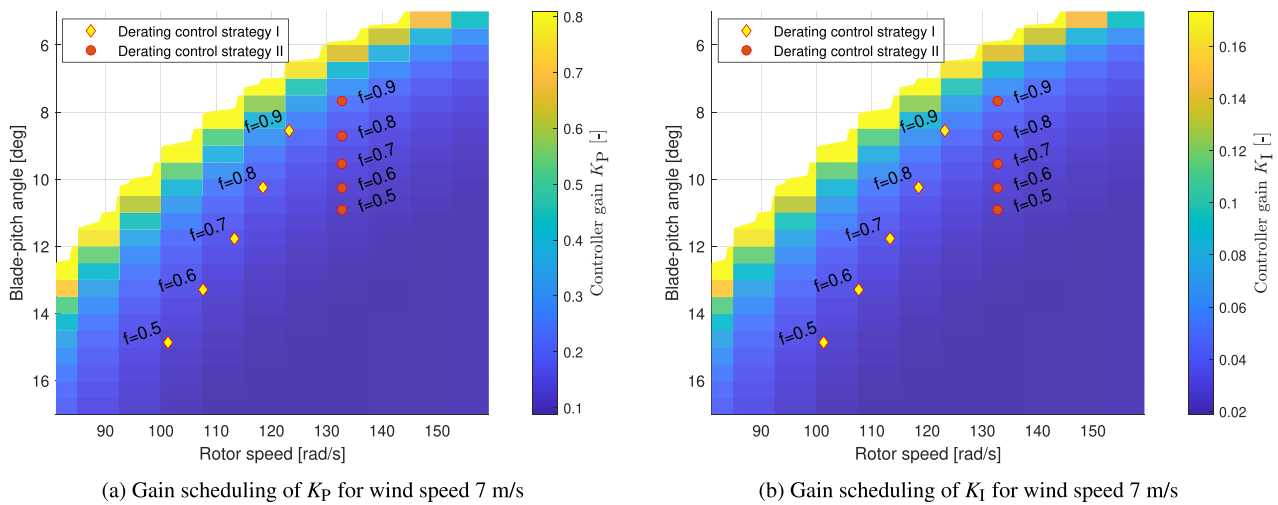 Derating control strategy I
Derating control strategy II
6
8
10
12
14
16
Blade-pitch angle [deg]
f=0.9
f=0.8
f=0.7
f=0.6
f=0.5
f=0.9
f=0.8
f=0.7
f=0.6
f=0.5
90 100 110 120 130 140 150
Rotor speed [rad/s]
0.8
0.7
0.6
0.5
0.4
0.3
0.2
0.1
Controller gain K_P [-]
(a) Gain scheduling of K_P for wind speed 7 m/s
Derating control strategy I
Derating control strategy II
6
8
10
12
14
16
Blade-pitch angle [deg]
f=0.9
f=0.8
f=0.7
f=0.6
f=0.5
f=0.9
f=0.8
f=0.7
f=0.6
f=0.5
90 100 110 120 130 140 150
Rotor speed [rad/s]
0.16
0.14
0.12
0.1
0.08
0.06
0.04
0.02
Controller gain K_I [-]
(b) Gain scheduling of K_I for wind speed 7 m/s